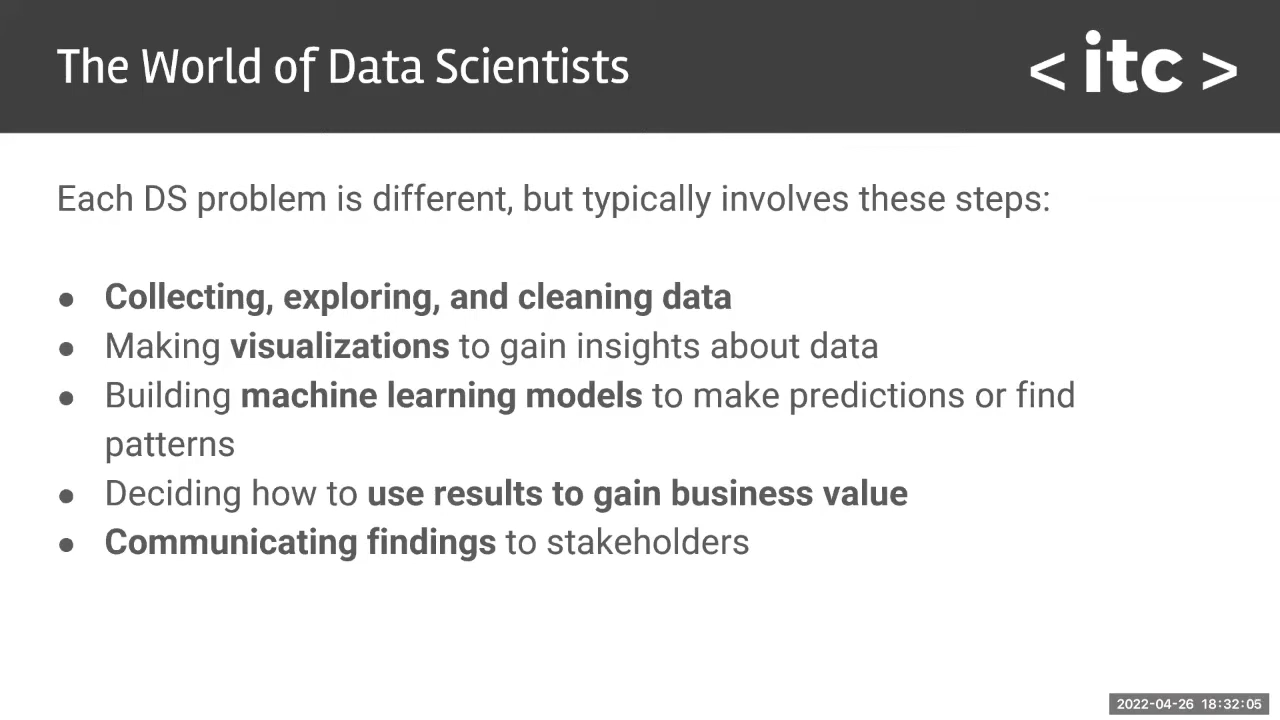 The World of Data Scientists
< itc >
Each DS problem is different, but typically involves these steps:
● Collecting, exploring, and cleaning data
● Making visualizations to gain insights about data
● Building machine learning models to make predictions or find
patterns
● Deciding how to use results to gain business value
● Communicating findings to stakeholders
2022-04-26 18:32:05